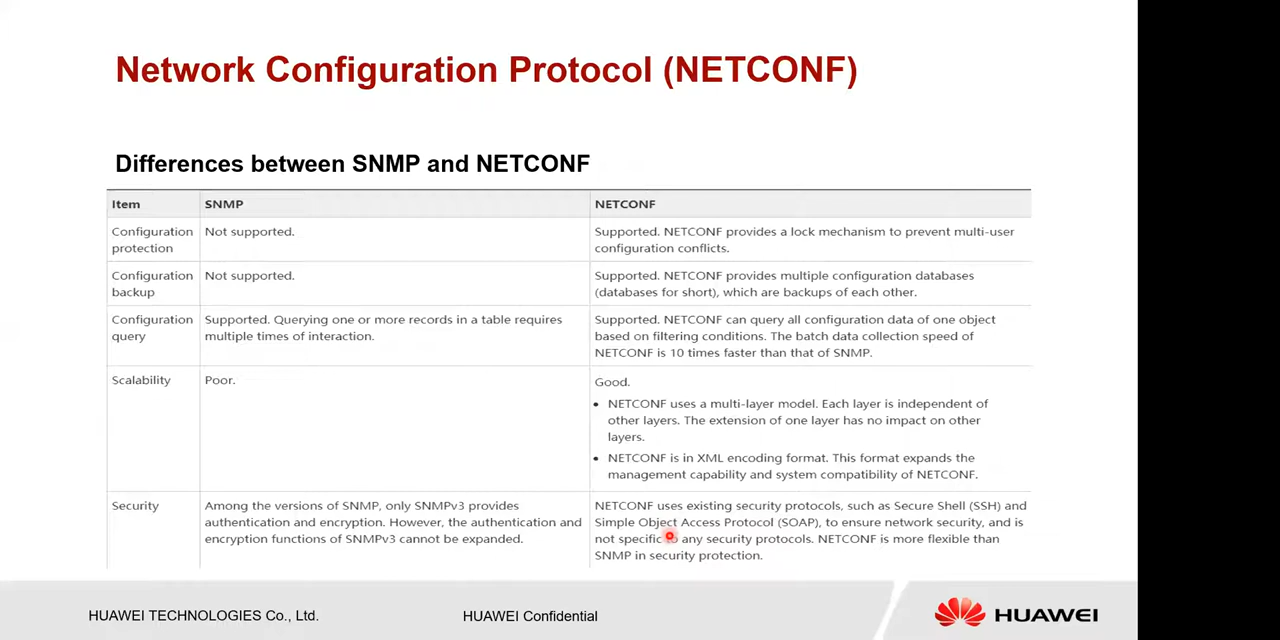 Network Configuration Protocol (NETCONF)
Differences between SNMP and NETCONF
Item SNMP NETCONF
Configuration protection
Not supported.
Supported. NETCONF provides a lock mechanism to prevent multi-user
configuration conflicts.
Configuration backup
Not supported.
Supported. NETCONF provides multiple configuration databases
(databases for short), which are backups of each other.
Configuration query
Supported. Querying one or more records in a table requires
multiple times of interaction.
Supported. NETCONF can query all configuration data of one object
based on filtering conditions. The batch data collection speed of
NETCONF is 10 times faster than that of SNMP.
Scalability
Poor.
Good.
• NETCONF uses a multi-layer model. Each layer is independent of
other layers. The extension of one layer has no impact on other
layers.
• NETCONF is in XML encoding format. This format expands the
management capability and system compatibility of NETCONF.
Security
Among the versions of SNMP, only SNMPv3 provides
authentication and encryption. However, the authentication and
encryption functions of SNMPv3 cannot be expanded.
NETCONF uses existing security protocols, such as Secure Shell (SSH) and
Simple Object Access Protocol (SOAP), to ensure network security, and is
not specific to any security protocols. NETCONF is more flexible than
SNMP in security protection.
HUAWEI TECHNOLOGIES Co., Ltd.
HUAWEI Confidential
HUAWEI